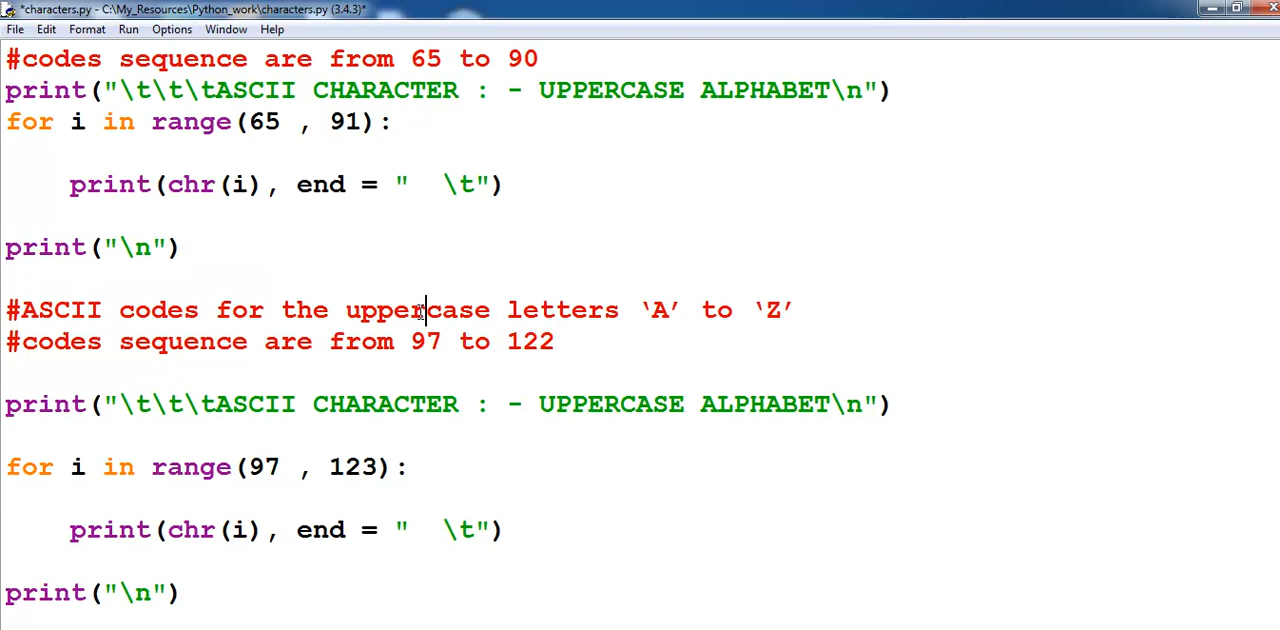 *characters.py - C:\My_Resources\Python_work\characters.py (3.4.3)*
File Edit Format Run Options Window Help
#codes sequence are from 65 to 90
print("\t\t\tASCII CHARACTER : - UPPERCASE ALPHABET\n")
for i in range(65 , 91):
    print(chr(i), end = "  \t")
print("\n")
#ASCII codes for the uppercase letters ‘A’ to ‘Z’
#codes sequence are from 97 to 122
print("\t\t\tASCII CHARACTER : - UPPERCASE ALPHABET\n")
for i in range(97 , 123):
    print(chr(i), end = "  \t")
print("\n")